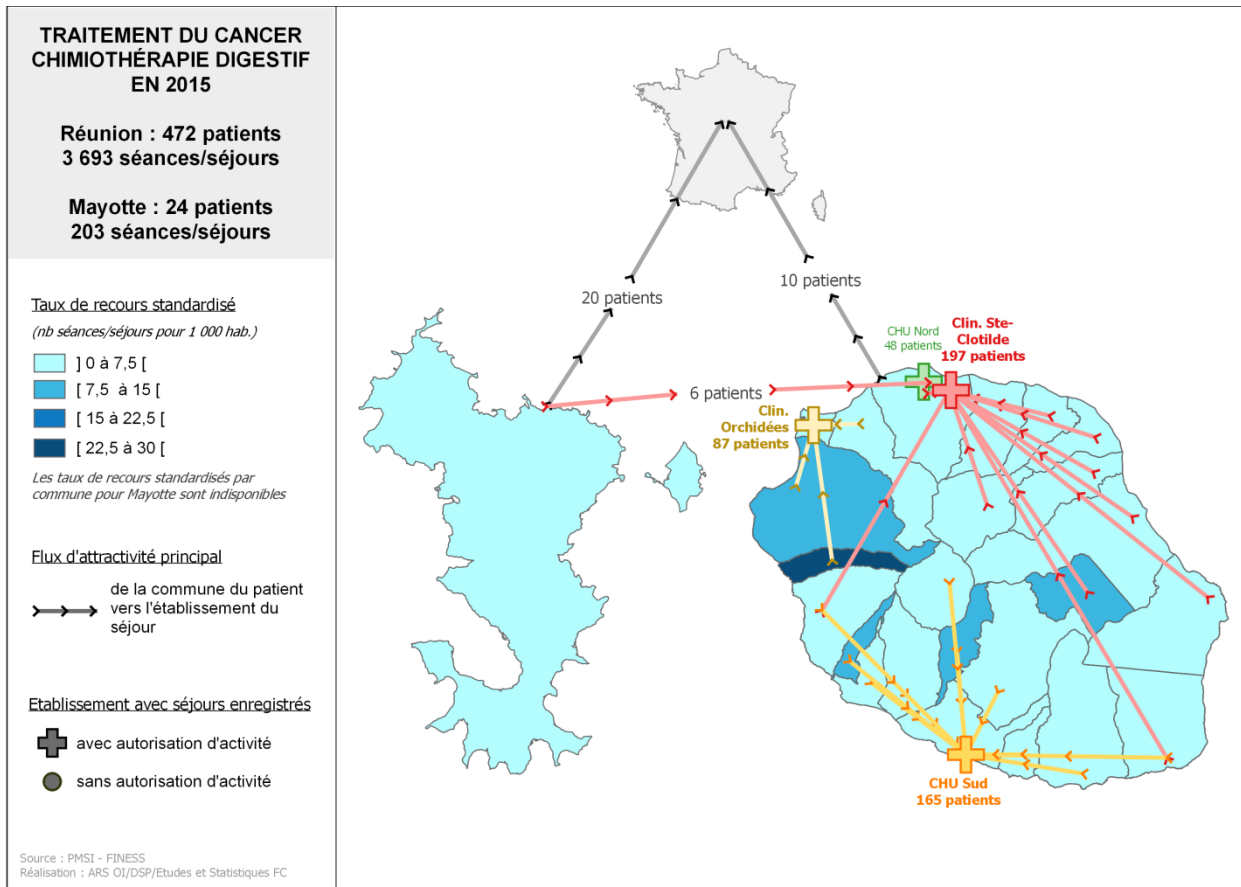 TRAITEMENT DU CANCER
CHIMIOTHÉRAPIE DIGESTIF
EN 2015
Réunion : 472 patients
3 693 séances/séjours
Mayotte : 24 patients
203 séances/séjours
Taux de recours standardisé
(nb séances/séjours pour 1 000 hab.)
] 0 à 7,5 [
[ 7,5 à 15 [
[ 15 à 22,5 [
[ 22,5 à 30 [
Les taux de recours standardisés par
commune pour Mayotte sont indisponibles
Flux d'attractivité principal
de la commune du patient
vers l'établissement du
séjour
Etablissement avec séjours enregistrés
avec autorisation d'activité
sans autorisation d'activité
Source : PMSI - FINESS
Réalisation : ARS OI/DSP/Etudes et Statistiques FC
20 patients
10 patients
6 patients
CHU Nord
48 patients
Clin. Ste-
Clotilde
197 patients
Clin.
Orchidées
87 patients
CHU Sud
165 patients